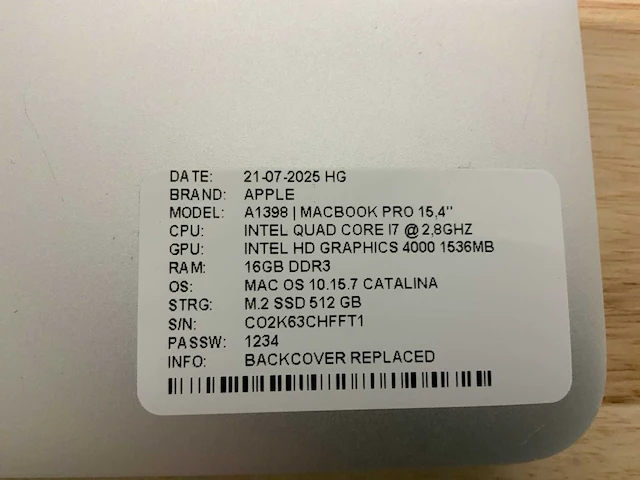 DATE: 21-07-2025 HG
BRAND: APPLE
MODEL: A1398 | MACBOOK PRO 15,4"
CPU: INTEL QUAD CORE I7 @ 2,8GHZ
GPU: INTEL HD GRAPHICS 4000 1536MB
RAM: 16GB DDR3
OS: MAC OS 10.15.7 CATALINA
STRG: M.2 SSD 512 GB
S/N: CO2K63CHFFT1
PASSW: 1234
INFO: BACKCOVER REPLACED